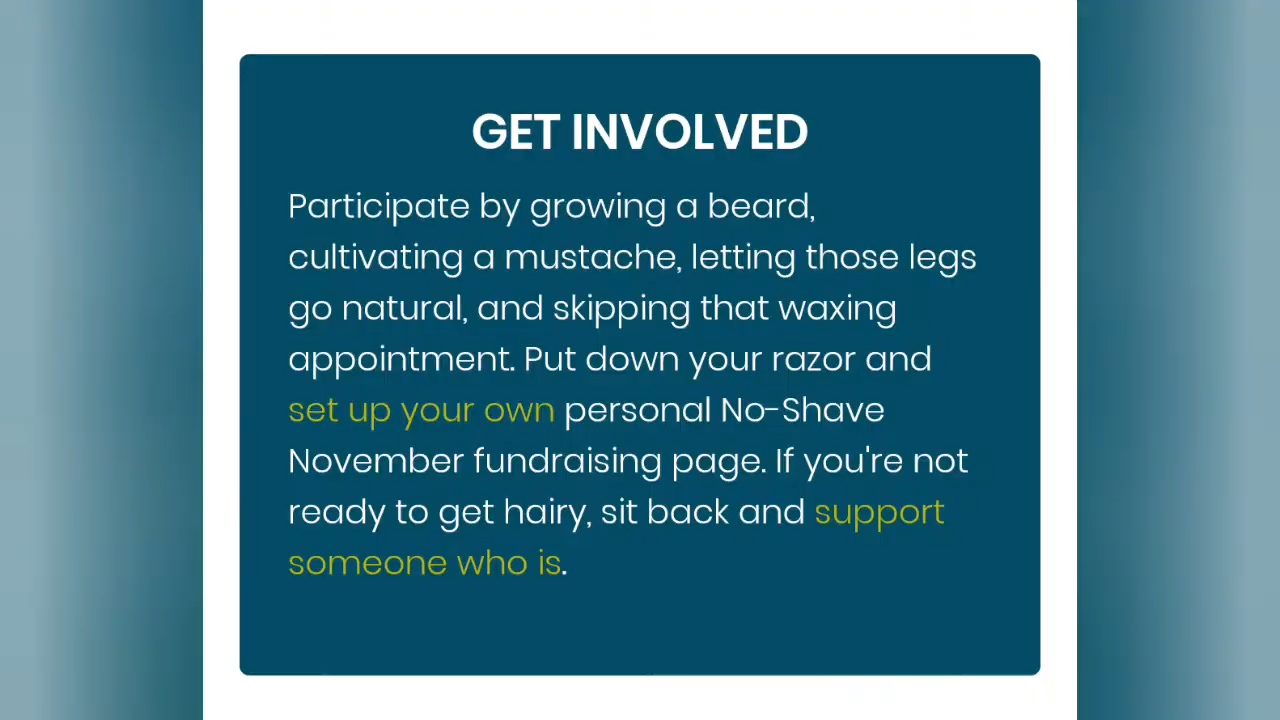 GET INVOLVED
Participate by growing a beard,
cultivating a mustache, letting those legs
go natural, and skipping that waxing
appointment. Put down your razor and
set up your own personal No-Shave
November fundraising page. If you're not
ready to get hairy, sit back and support
someone who is.